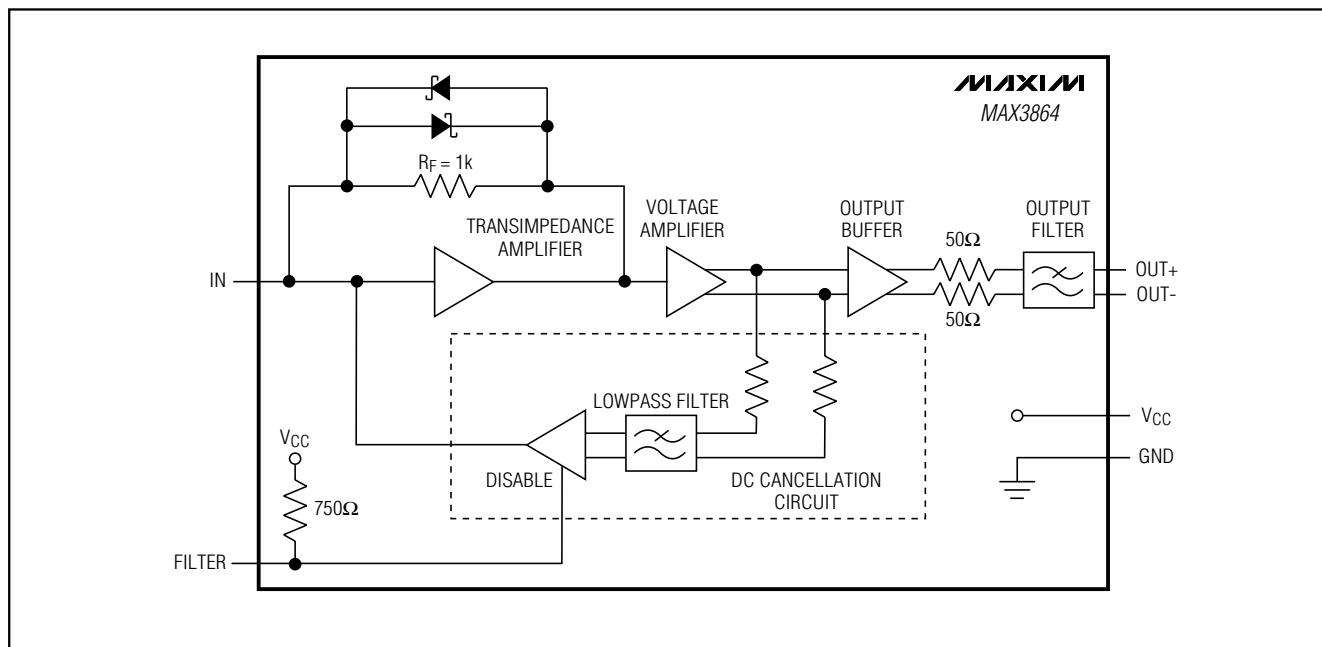 MAXIM
MAX3864
RF = 1k
TRANSIMPEDANCE
AMPLIFIER
VOLTAGE
AMPLIFIER
OUTPUT
BUFFER
50Ω
50Ω
OUTPUT
FILTER
IN
OUT+
OUT-
LOWPASS FILTER
DISABLE
DC CANCELLATION
CIRCUIT
VCC
750Ω
FILTER
VCC
GND